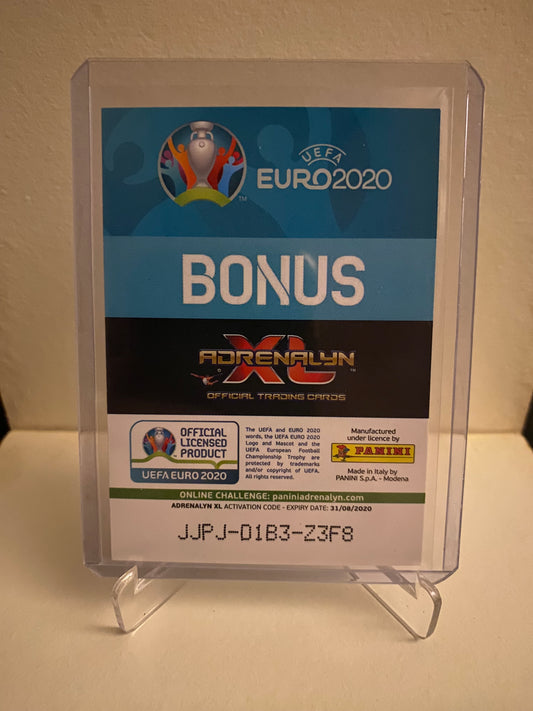 UEFA
EURO2020
TM
BONUS
ADRENALYN
XL
TM
OFFICIAL TRADING CARDS
OFFICIAL
LICENSED
PRODUCT
UEFA EURO 2020
The UEFA and EURO 2020
words, the UEFA EURO 2020
Logo and Mascot and the
UEFA European Football
Championship Trophy are
protected by trademarks
and/or copyright of UEFA.
All rights reserved.
Manufactured
under licence by
PANINI
Made in Italy by
PANINI S.p.A. - Modena
ONLINE CHALLENGE: paniniadrenalyn.com
ADRENALYN XL ACTIVATION CODE - EXPIRY DATE: 31/08/2020
JJPJ-D1B3-Z3F8